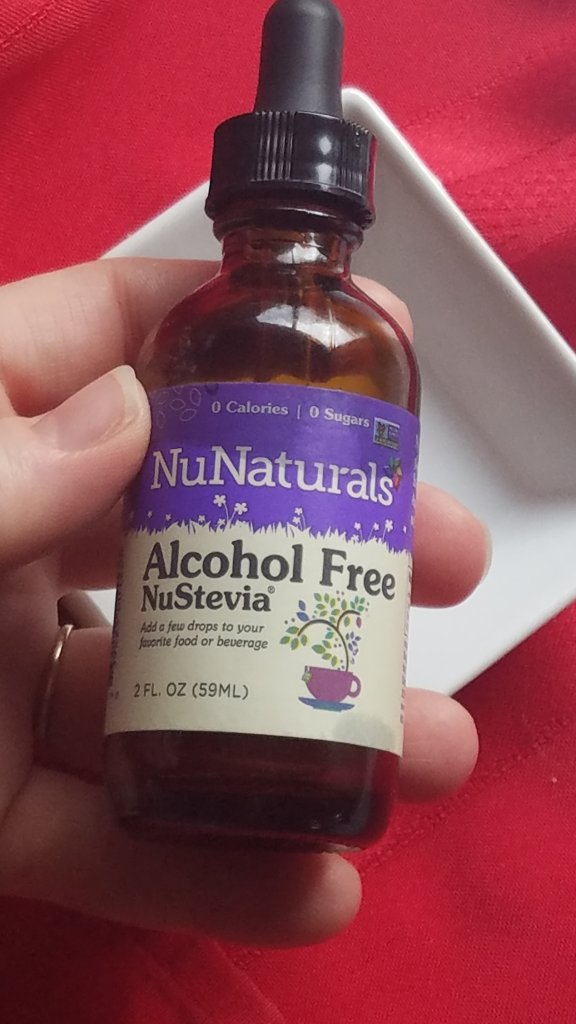 0 Calories | 0 Sugars
NuNaturals
Alcohol Free
NuStevia®
Add a few drops to your
favorite food or beverage
2 FL. OZ (59ML)